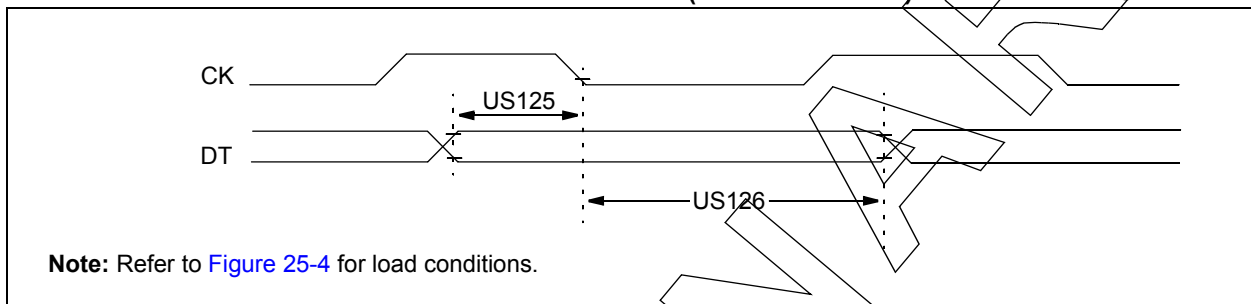 CK
US125
DT
US126
Note: Refer to Figure 25-4 for load conditions.